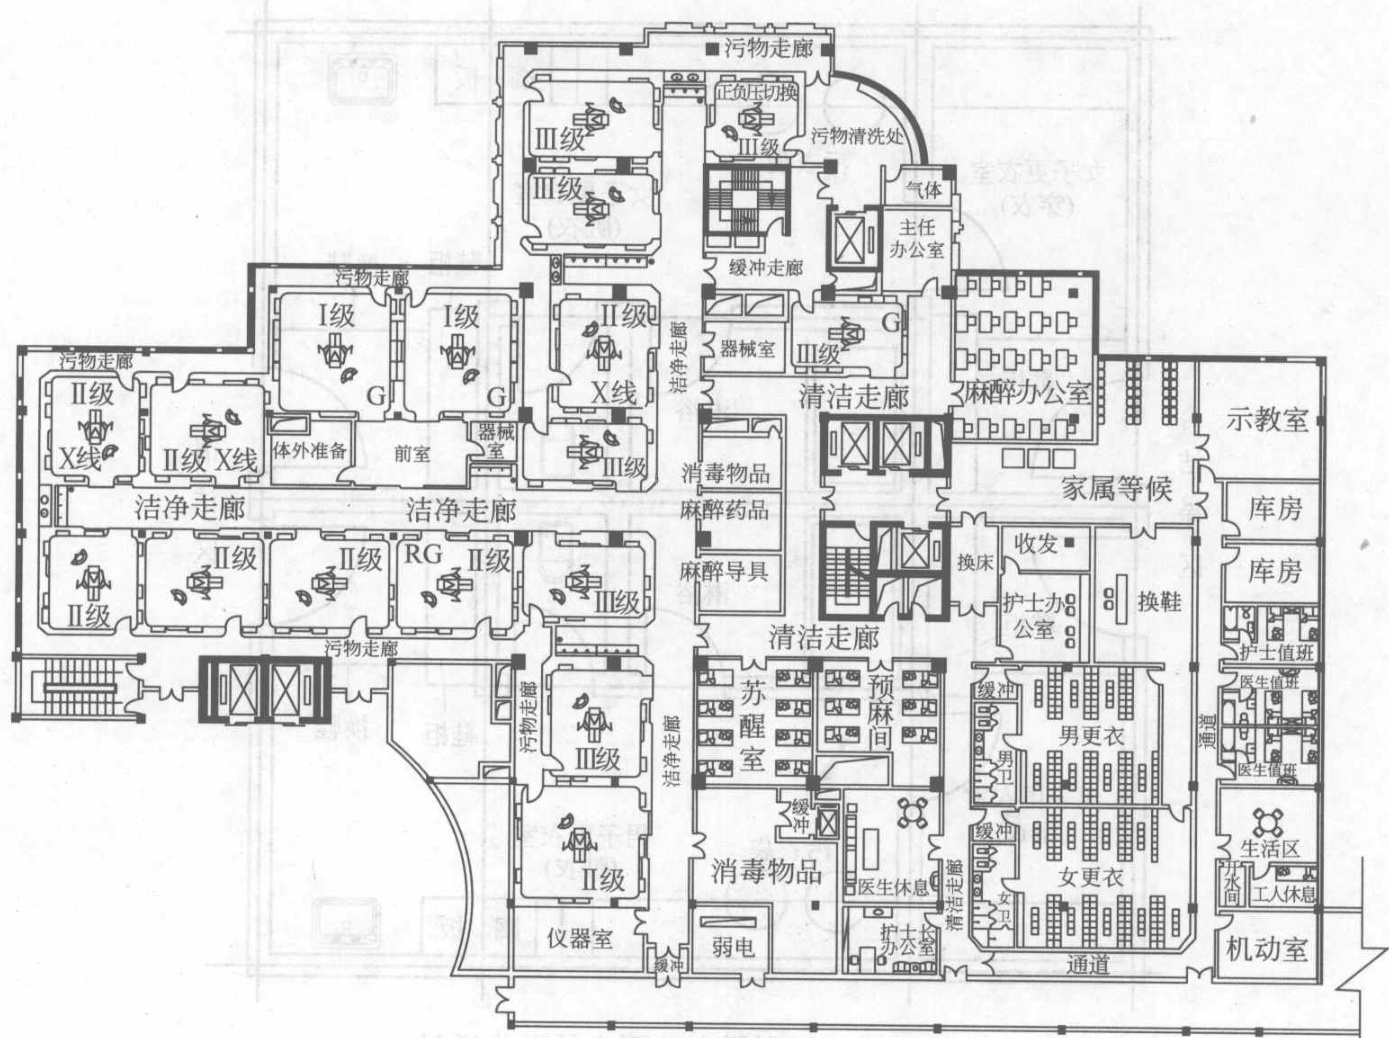 污物走廊
正负压切换
Ⅲ级
Ⅲ级
污物清洗处
Ⅲ级
气体
主任
办公室
缓冲走廊
污物走廊
Ⅰ级
Ⅰ级
Ⅱ级
X线
G
G
洁净走廊
器械室
G
Ⅲ级
清洁走廊
麻醉办公室
示教室
污物走廊
Ⅱ级
X线
Ⅱ级
X线
体外准备
前室
器械
室
Ⅲ级
消毒物品
家属等候
洁净走廊
洁净走廊
麻醉药品
库房
Ⅱ级
Ⅱ级
Ⅱ级
RG
Ⅱ级
Ⅲ级
麻醉导具
换床
收发
护士办
公室
换鞋
库房
污物走廊
清洁走廊
护士值班
医生值班
医生值班
污物走廊
Ⅲ级
洁净走廊
苏醒室
预麻间
缓冲
男更衣
男卫
通道
Ⅱ级
消毒物品
缓冲
医生休息
清洁走廊
缓冲
女更衣
女卫
生活区
开水间
工人休息
仪器室
缓冲
弱电
护士长
办公室
通道
机动室